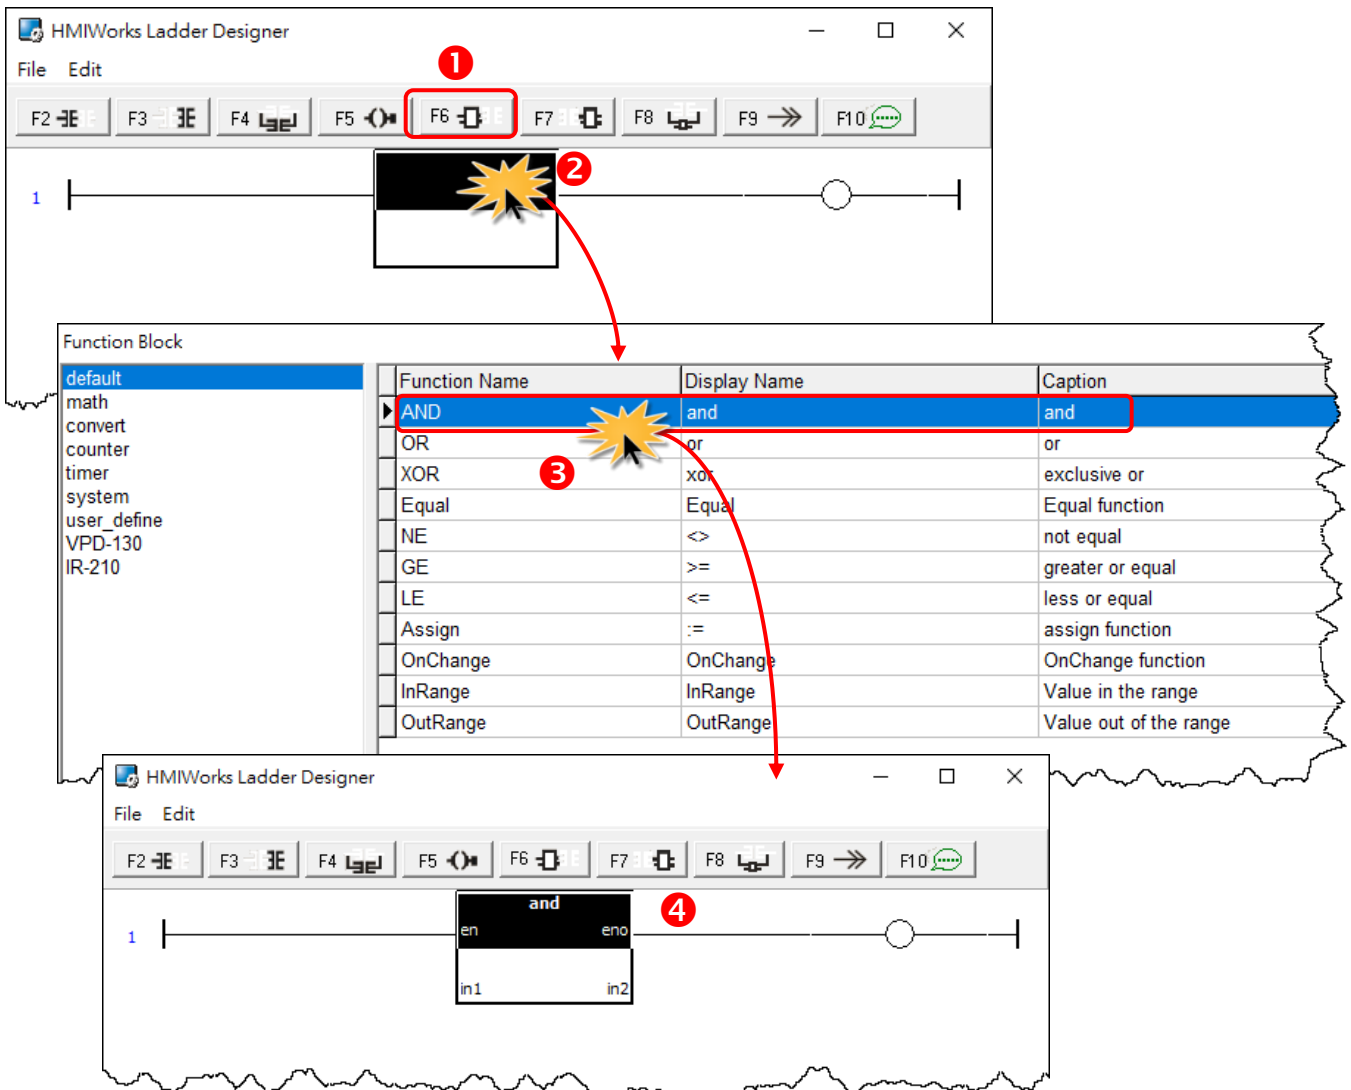 HMIWorks Ladder Designer
File Edit
1
F2 F3 F4 F5 F6 F7 F8 F9 F10
2
1
Function Block
default
math
convert
counter
timer
system
user_define
VPD-130
IR-210
Function Name Display Name Caption
AND and and
OR or or
XOR xor exclusive or
Equal Equal Equal function
NE <> not equal
GE >= greater or equal
LE <= less or equal
Assign := assign function
OnChange OnChange OnChange function
InRange InRange Value in the range
OutRange OutRange Value out of the range
3
HMIWorks Ladder Designer
File Edit
F2 F3 F4 F5 F6 F7 F8 F9 F10
and
4
en eno
1
in1 in2